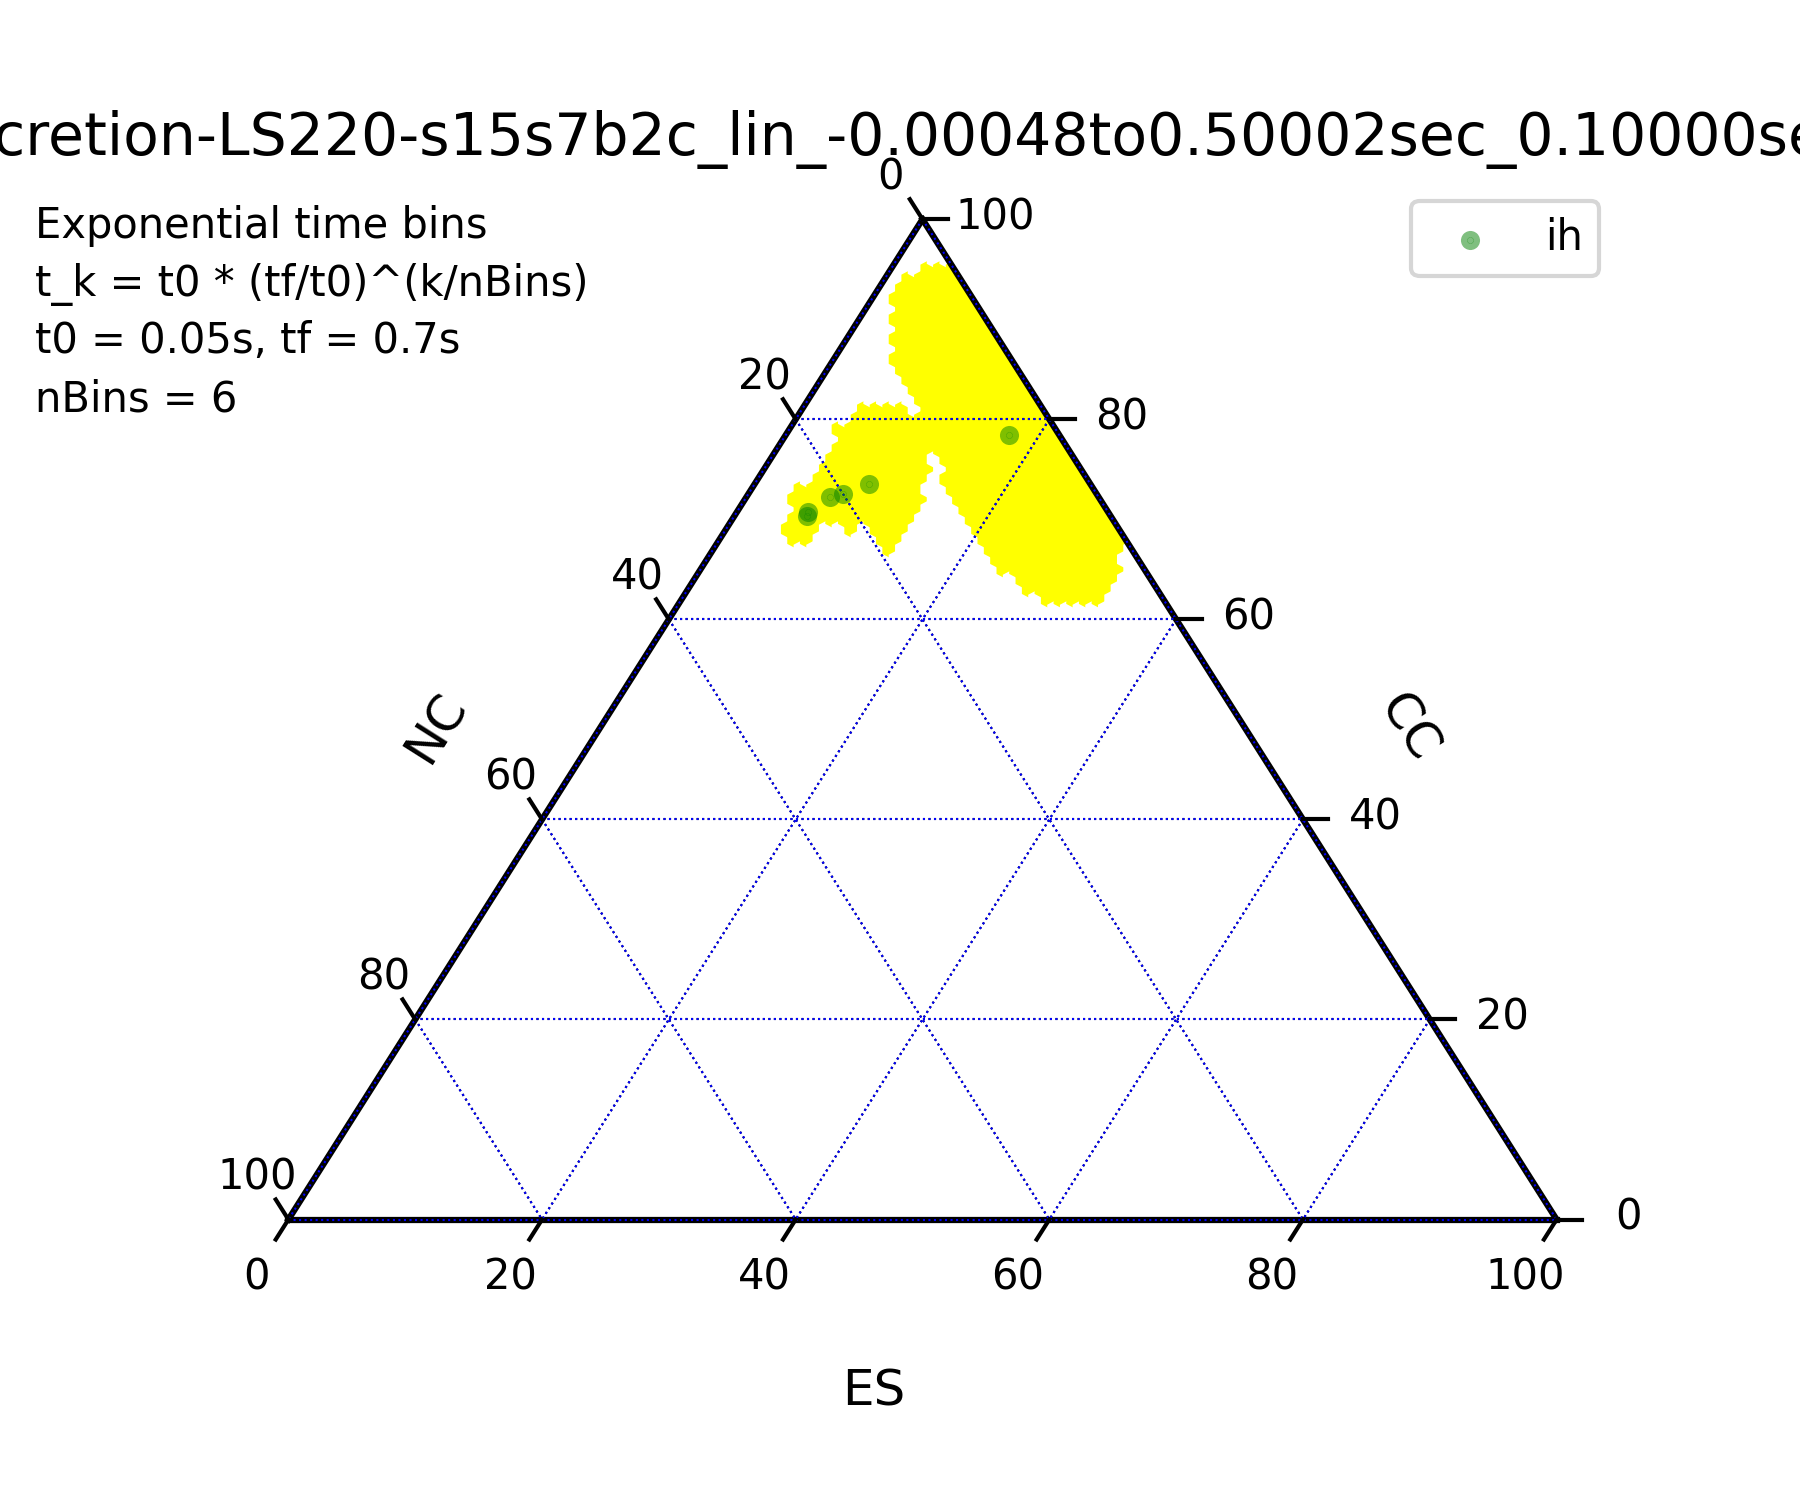 cretion-LS220-s15s7b2c_lin_-0.00048to0.50002sec_0.10000se
Exponential time bins
t_k = t0 * (tf/t0)^(k/nBins)
t0 = 0.05s, tf = 0.7s
nBins = 6
ih
0
100
20
80
40
60
NC
CC
60
40
80
20
100
0
0
20
40
60
80
100
ES